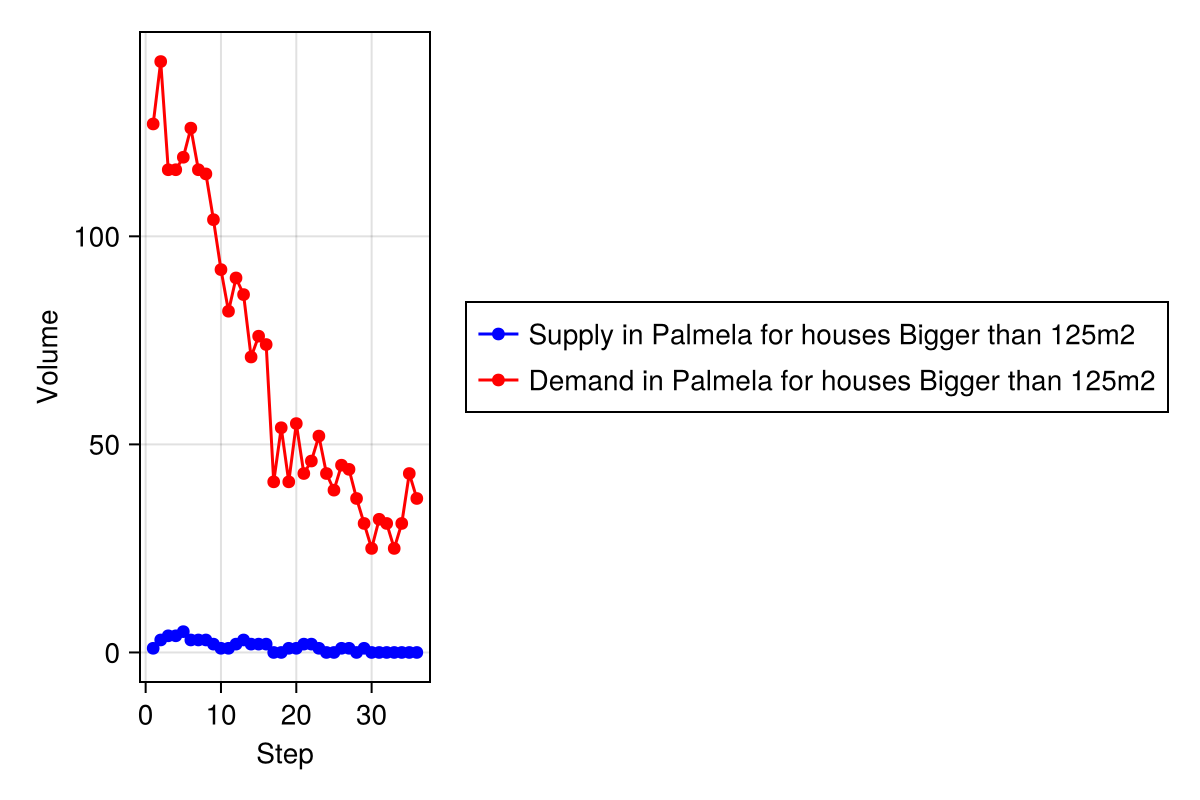 Volume
100
50
0
0 10 20 30
Step
Supply in Palmela for houses Bigger than 125m2
Demand in Palmela for houses Bigger than 125m2